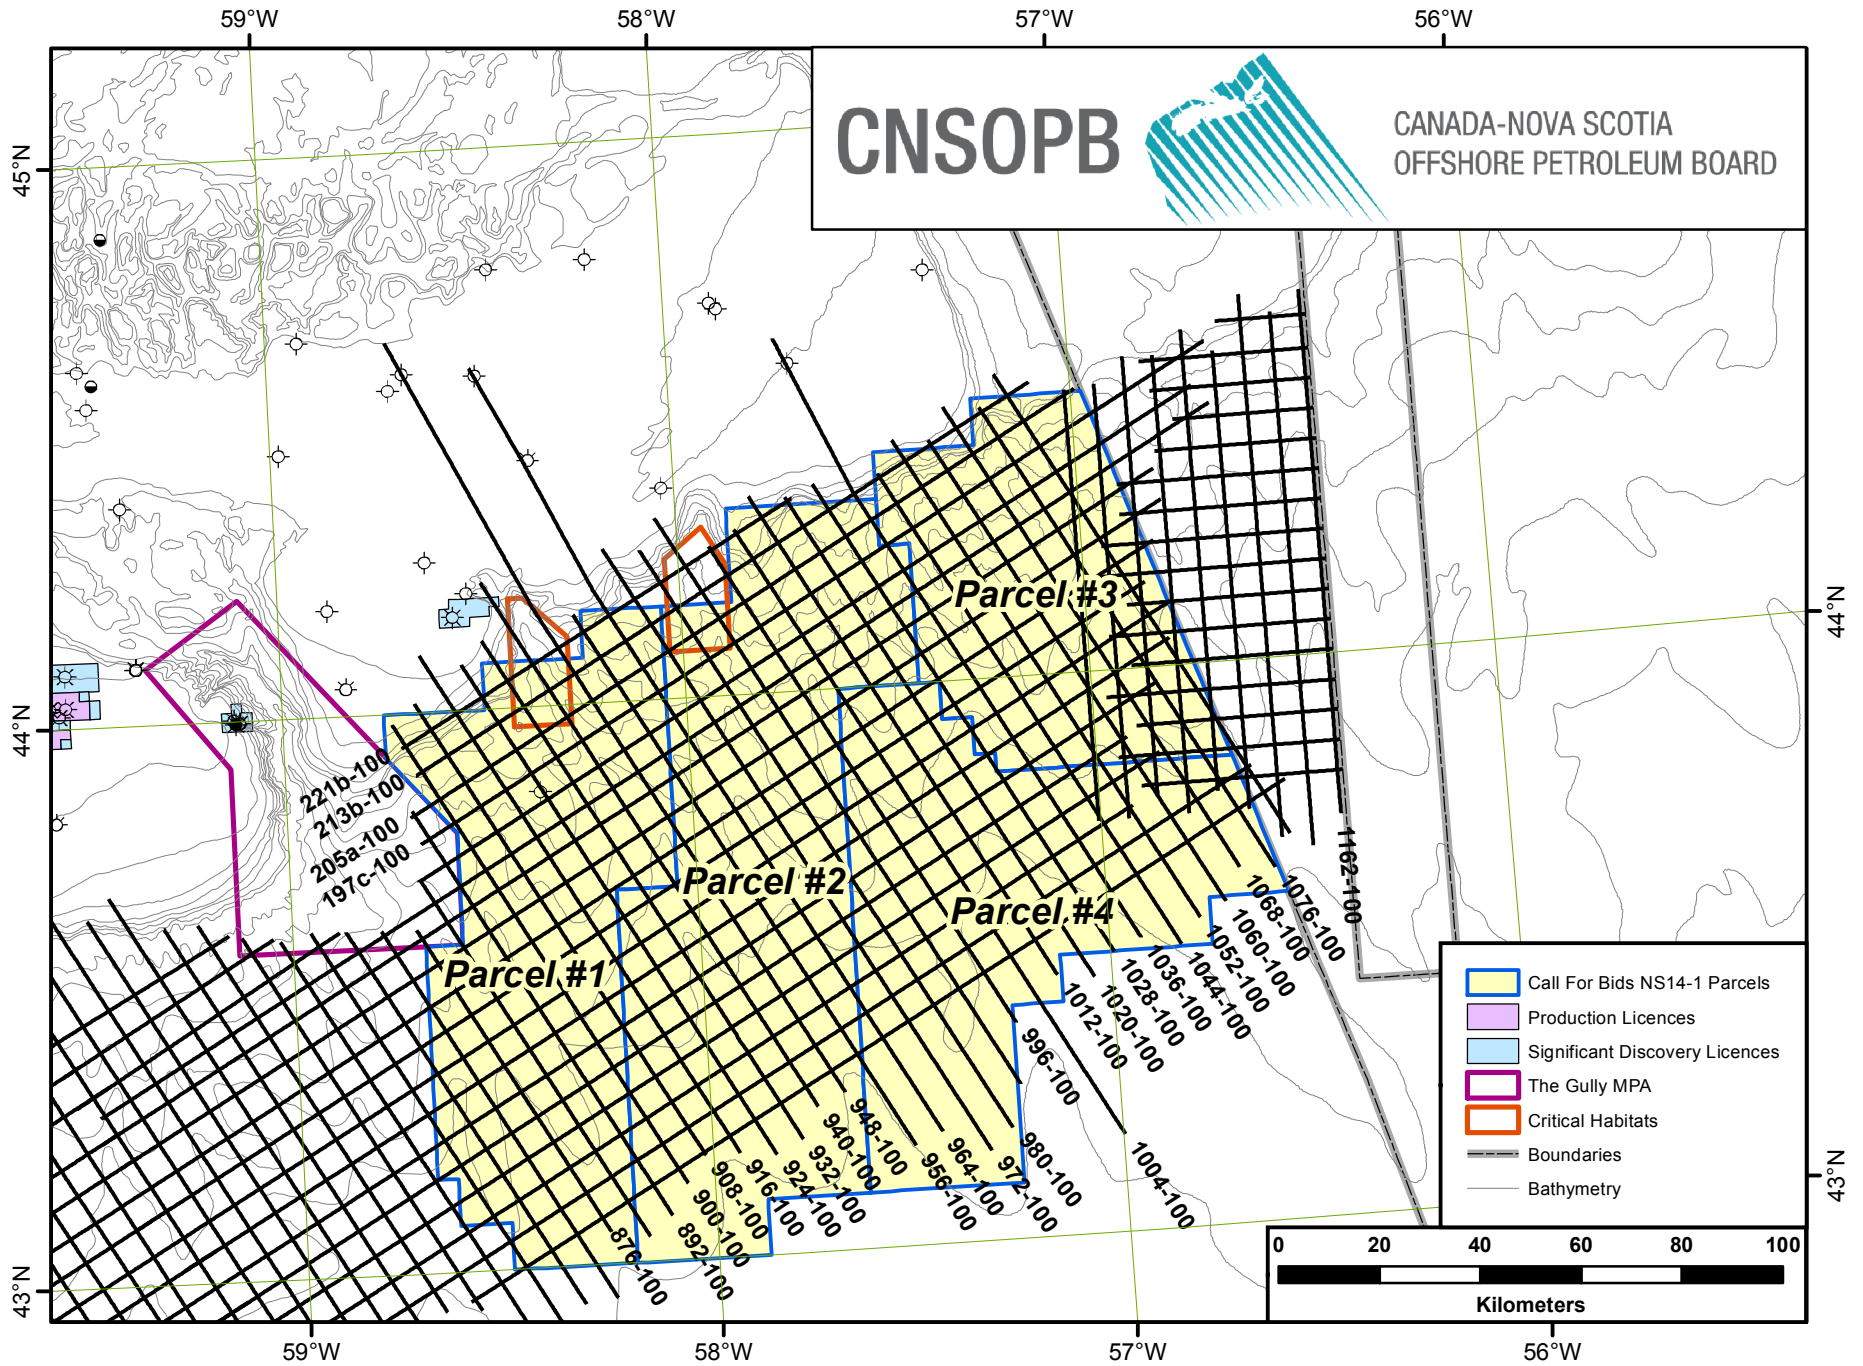 59°W
58°W
57°W
56°W
CNSOPB
CANADA-NOVA SCOTIA
OFFSHORE PETROLEUM BOARD
45°N
44°N
43°N
44°N
43°N
Parcel #3
Parcel #2
Parcel #4
Parcel #1
221b-100
213b-100
205a-100
197c-100
1162-100
1076-100
1068-100
1060-100
1052-100
1044-100
1036-100
1028-100
1020-100
1012-100
996-100
1004-100
980-100
972-100
964-100
956-100
948-100
940-100
932-100
924-100
916-100
908-100
900-100
892-100
876-100
Call For Bids NS14-1 Parcels
Production Licences
Significant Discovery Licences
The Gully MPA
Critical Habitats
Boundaries
Bathymetry
0 20 40 60 80 100
Kilometers
59°W
58°W
57°W
56°W